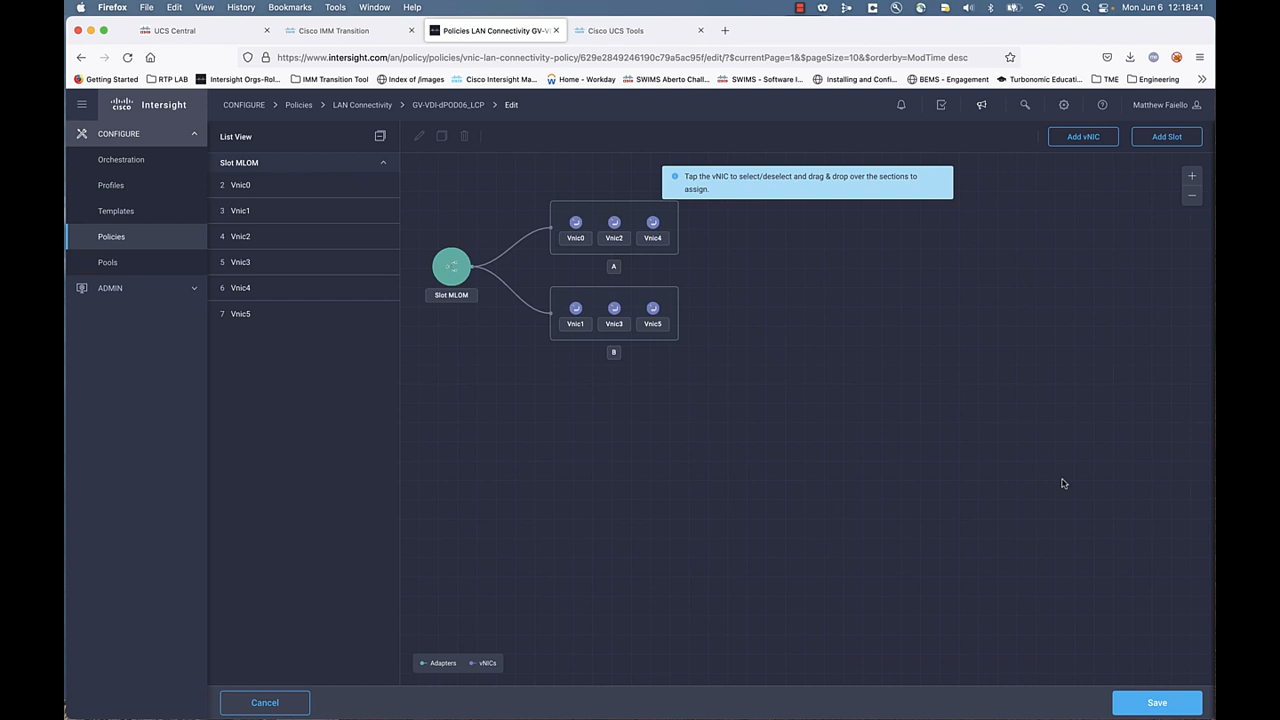 Firefox File Edit View History Bookmarks Tools Window Help
Mon Jun 6 12:18:41
UCS Central
Cisco IMM Transition
Policies LAN Connectivity GV-V
Cisco UCS Tools
https://www.intersight.com/an/policy/policies/vnic-lan-connectivity-policy/629e2849246190c79a5ac95f/edit/?$currentPage=1&$pageSize=10&$orderby=ModTime desc
Getting Started
RTP LAB
Intersight Orgs-Rol...
IMM Transition Tool
Index of /images
Cisco Intersight Ma...
Home - Workday
SWIMS Aberto Chall...
SWIMS - Software I...
Installing and Confi...
BEMS - Engagement
Turbonomic Educati...
TME
Engineering
cisco Intersight
CONFIGURE > Policies > LAN Connectivity > GV-VDI-dPOD06_LCP > Edit
Matthew Faiello
CONFIGURE
Orchestration
Profiles
Templates
Policies
Pools
ADMIN
List View
Slot MLOM
2 Vnic0
3 Vnic1
4 Vnic2
5 Vnic3
6 Vnic4
7 Vnic5
Add vNIC
Add Slot
Tap the vNIC to select/deselect and drag & drop over the sections to
assign.
Vnic0 Vnic2 Vnic4
A
Slot MLOM
Vnic1 Vnic3 Vnic5
B
Adapters vNICs
Cancel
Save